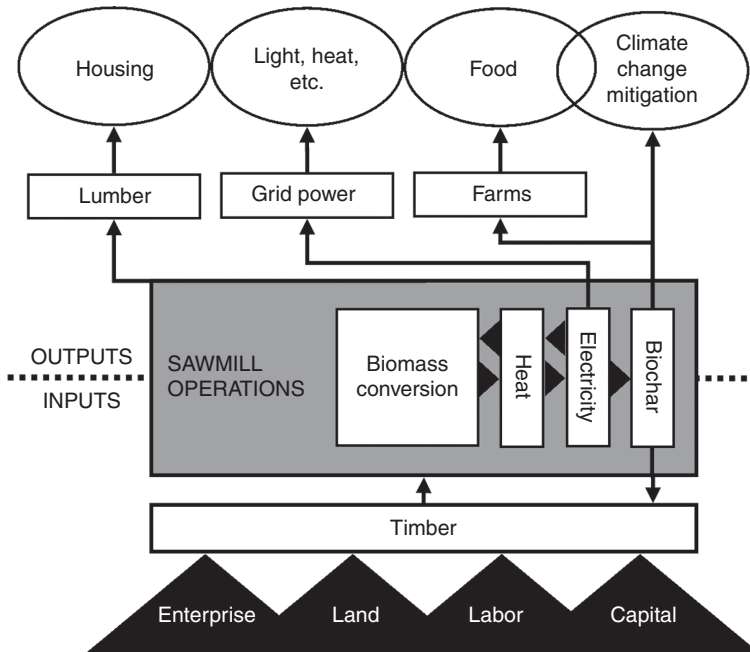 Housing
Light, heat,
etc.
Food
Climate
change
mitigation
Lumber
Grid power
Farms
OUTPUTS
INPUTS
SAWMILL
OPERATIONS
Biomass
conversion
Heat
Electricity
Biochar
Timber
Enterprise
Land
Labor
Capital